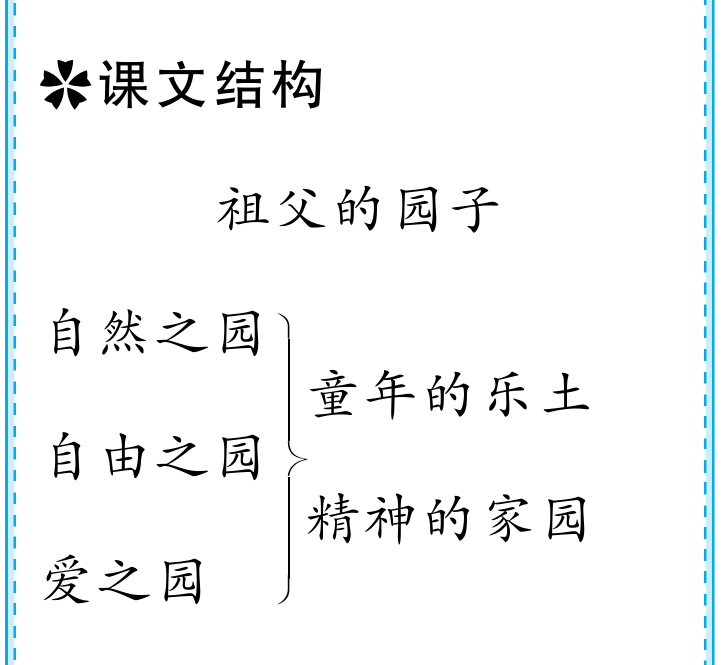 课文结构
祖父的园子
自然之园
童年的乐土
自由之园
精神的家园
爱之园